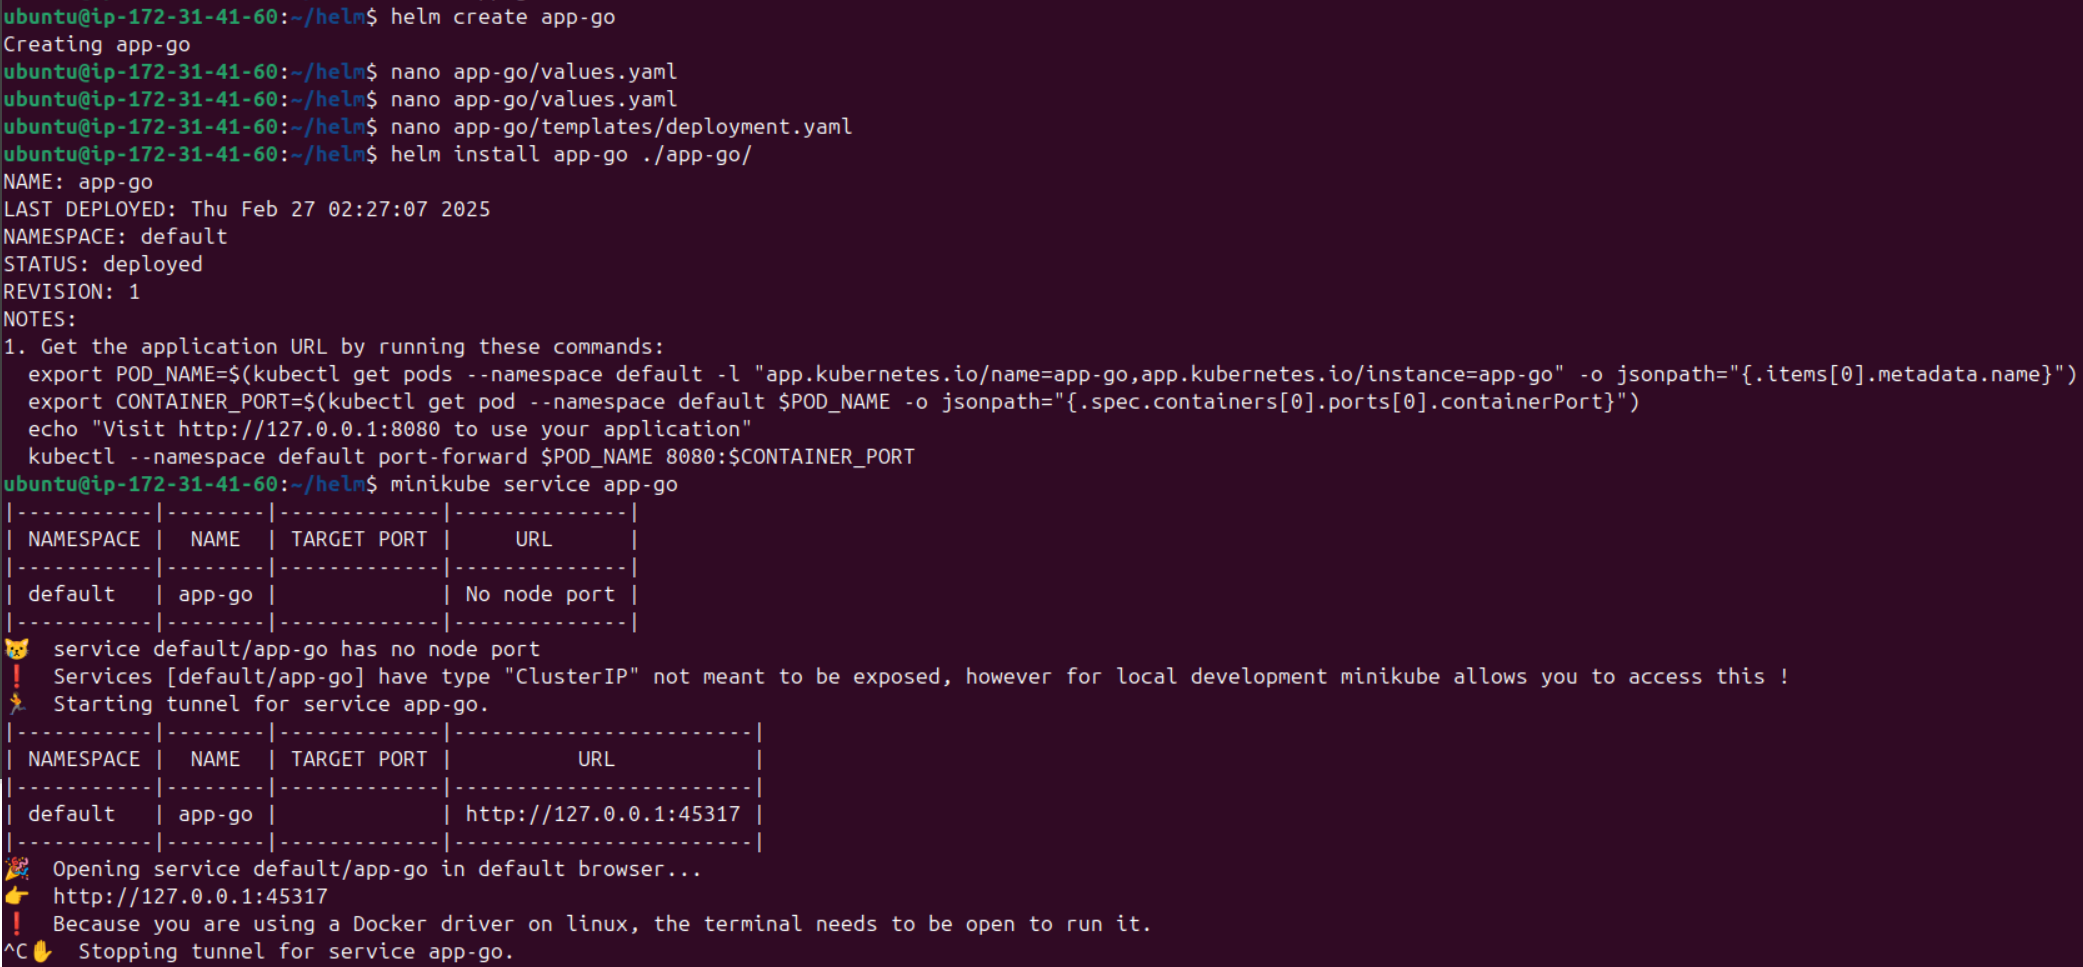 ubuntu@ip-172-31-41-60:~/helm$ helm create app-go
Creating app-go
ubuntu@ip-172-31-41-60:~/helm$ nano app-go/values.yaml
ubuntu@ip-172-31-41-60:~/helm$ nano app-go/values.yaml
ubuntu@ip-172-31-41-60:~/helm$ nano app-go/templates/deployment.yaml
ubuntu@ip-172-31-41-60:~/helm$ helm install app-go ./app-go/
NAME: app-go
LAST DEPLOYED: Thu Feb 27 02:27:07 2025
NAMESPACE: default
STATUS: deployed
REVISION: 1
NOTES:
1. Get the application URL by running these commands:
  export POD_NAME=$(kubectl get pods --namespace default -l "app.kubernetes.io/name=app-go,app.kubernetes.io/instance=app-go" -o jsonpath="{.items[0].metadata.name}")
  export CONTAINER_PORT=$(kubectl get pod --namespace default $POD_NAME -o jsonpath="{.spec.containers[0].ports[0].containerPort}")
  echo "Visit http://127.0.0.1:8080 to use your application"
  kubectl --namespace default port-forward $POD_NAME 8080:$CONTAINER_PORT
ubuntu@ip-172-31-41-60:~/helm$ minikube service app-go
|-----------|--------|-------------|--------------|
| NAMESPACE |  NAME  | TARGET PORT |     URL      |
|-----------|--------|-------------|--------------|
| default   | app-go |             | No node port |
|-----------|--------|-------------|--------------|
😿  service default/app-go has no node port
❗  Services [default/app-go] have type "ClusterIP" not meant to be exposed, however for local development minikube allows you to access this !
🏃  Starting tunnel for service app-go.
|-----------|--------|-------------|------------------------|
| NAMESPACE |  NAME  | TARGET PORT |          URL           |
|-----------|--------|-------------|------------------------|
| default   | app-go |             | http://127.0.0.1:45317 |
|-----------|--------|-------------|------------------------|
🎉  Opening service default/app-go in default browser...
👉  http://127.0.0.1:45317
❗  Because you are using a Docker driver on linux, the terminal needs to be open to run it.
^C✋  Stopping tunnel for service app-go.